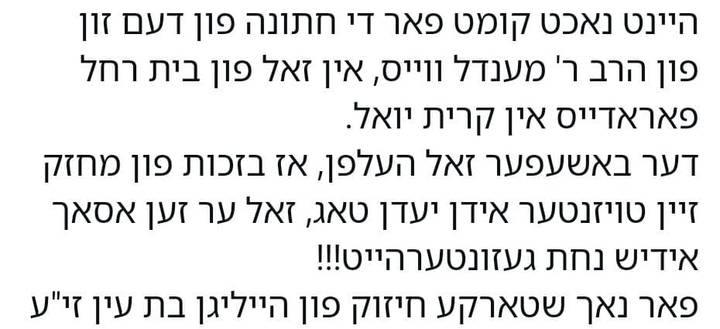 היינט נאכט קומט פאר די חתונה פון דעם זון
פון הרב ר' מענדל ווייס, אין זאל פון בית רחל
פאראדייס אין קרית יואל.
דער באשעפער זאל העלפן, אז בזכות פון מחזק
זיין טויזנטער אידן יעדן טאג, זאל ער זען אסאך
אידיש נחת געזונטערהייט!!!
פאר נאך שטארקע חיזוק פון הייליגן בת עין זי"ע